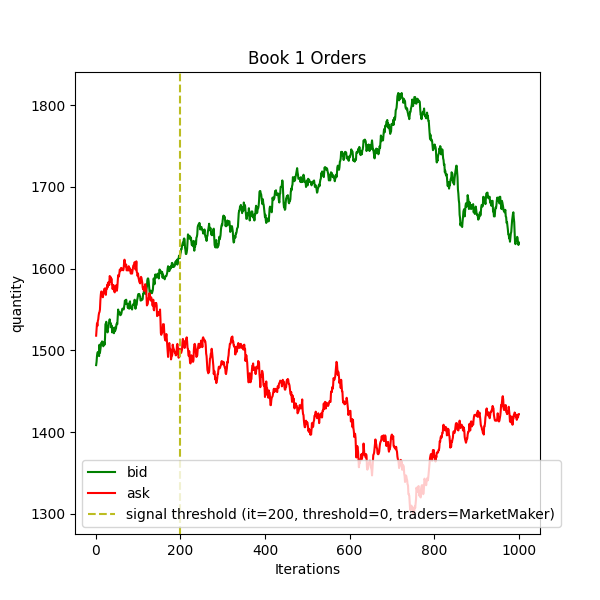 Book 1 Orders
quantity
1800
1700
1600
1500
1400
1300
bid
ask
signal threshold (it=200, threshold=0, traders=MarketMaker)
0 200 400 600 800 1000
Iterations